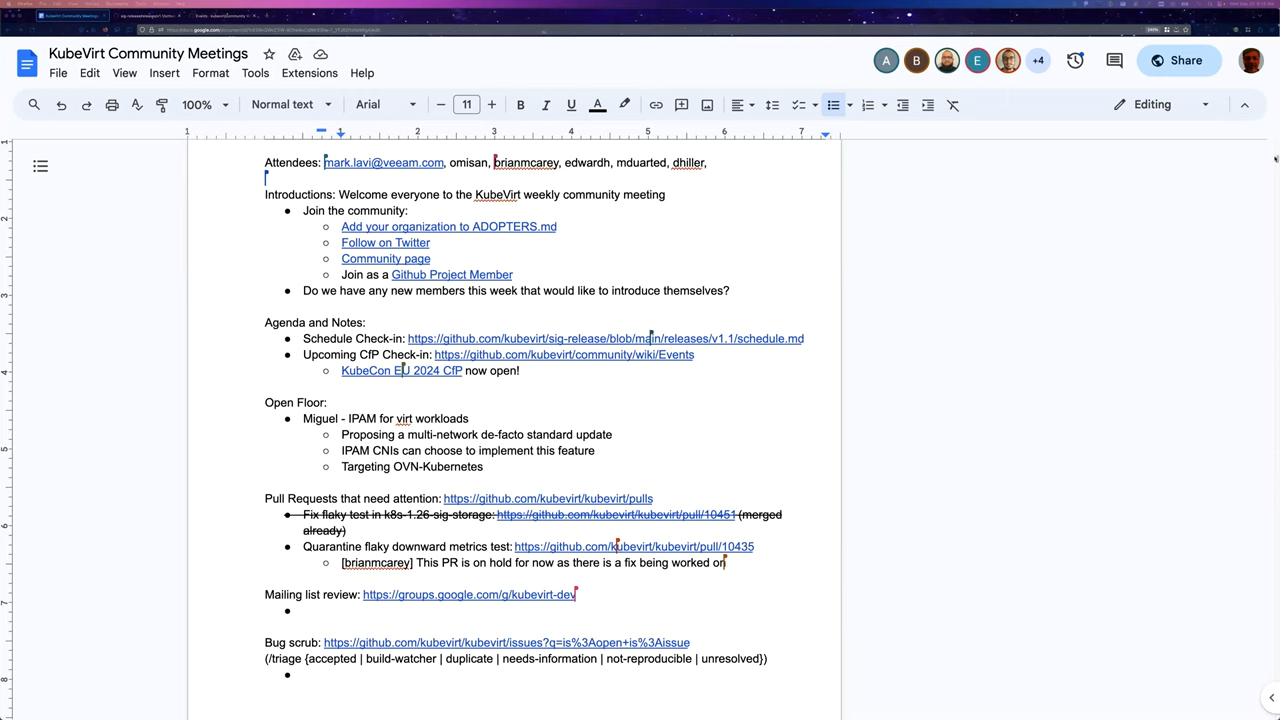 KubeVirt Community Meetings
File Edit View Insert Format Tools Extensions Help
A B E +4 Share
100% Normal text Arial 11 Editing
1 1 2 3 4 5 6 7
Attendees: mark.lavi@veeam.com, omisan, brianmcarey, edwardh, mduarted, dhiller,
Introductions: Welcome everyone to the KubeVirt weekly community meeting
Join the community:
Add your organization to ADOPTERS.md
Follow on Twitter
Community page
Join as a Github Project Member
Do we have any new members this week that would like to introduce themselves?
Agenda and Notes:
Schedule Check-in: https://github.com/kubevirt/sig-release/blob/main/releases/v1.1/schedule.md
Upcoming CfP Check-in: https://github.com/kubevirt/community/wiki/Events
KubeCon EU 2024 CfP now open!
Open Floor:
Miguel - IPAM for virt workloads
Proposing a multi-network de-facto standard update
IPAM CNIs can choose to implement this feature
Targeting OVN-Kubernetes
Pull Requests that need attention: https://github.com/kubevirt/kubevirt/pulls
Fix flaky test in k8s-1.26-sig-storage: https://github.com/kubevirt/kubevirt/pull/10451 (merged
already)
Quarantine flaky downward metrics test: https://github.com/kubevirt/kubevirt/pull/10435
[brianmcarey] This PR is on hold for now as there is a fix being worked on
Mailing list review: https://groups.google.com/g/kubevirt-dev
Bug scrub: https://github.com/kubevirt/kubevirt/issues?q=is%3Aopen+is%3Aissue
(/triage {accepted | build-watcher | duplicate | needs-information | not-reproducible | unresolved})